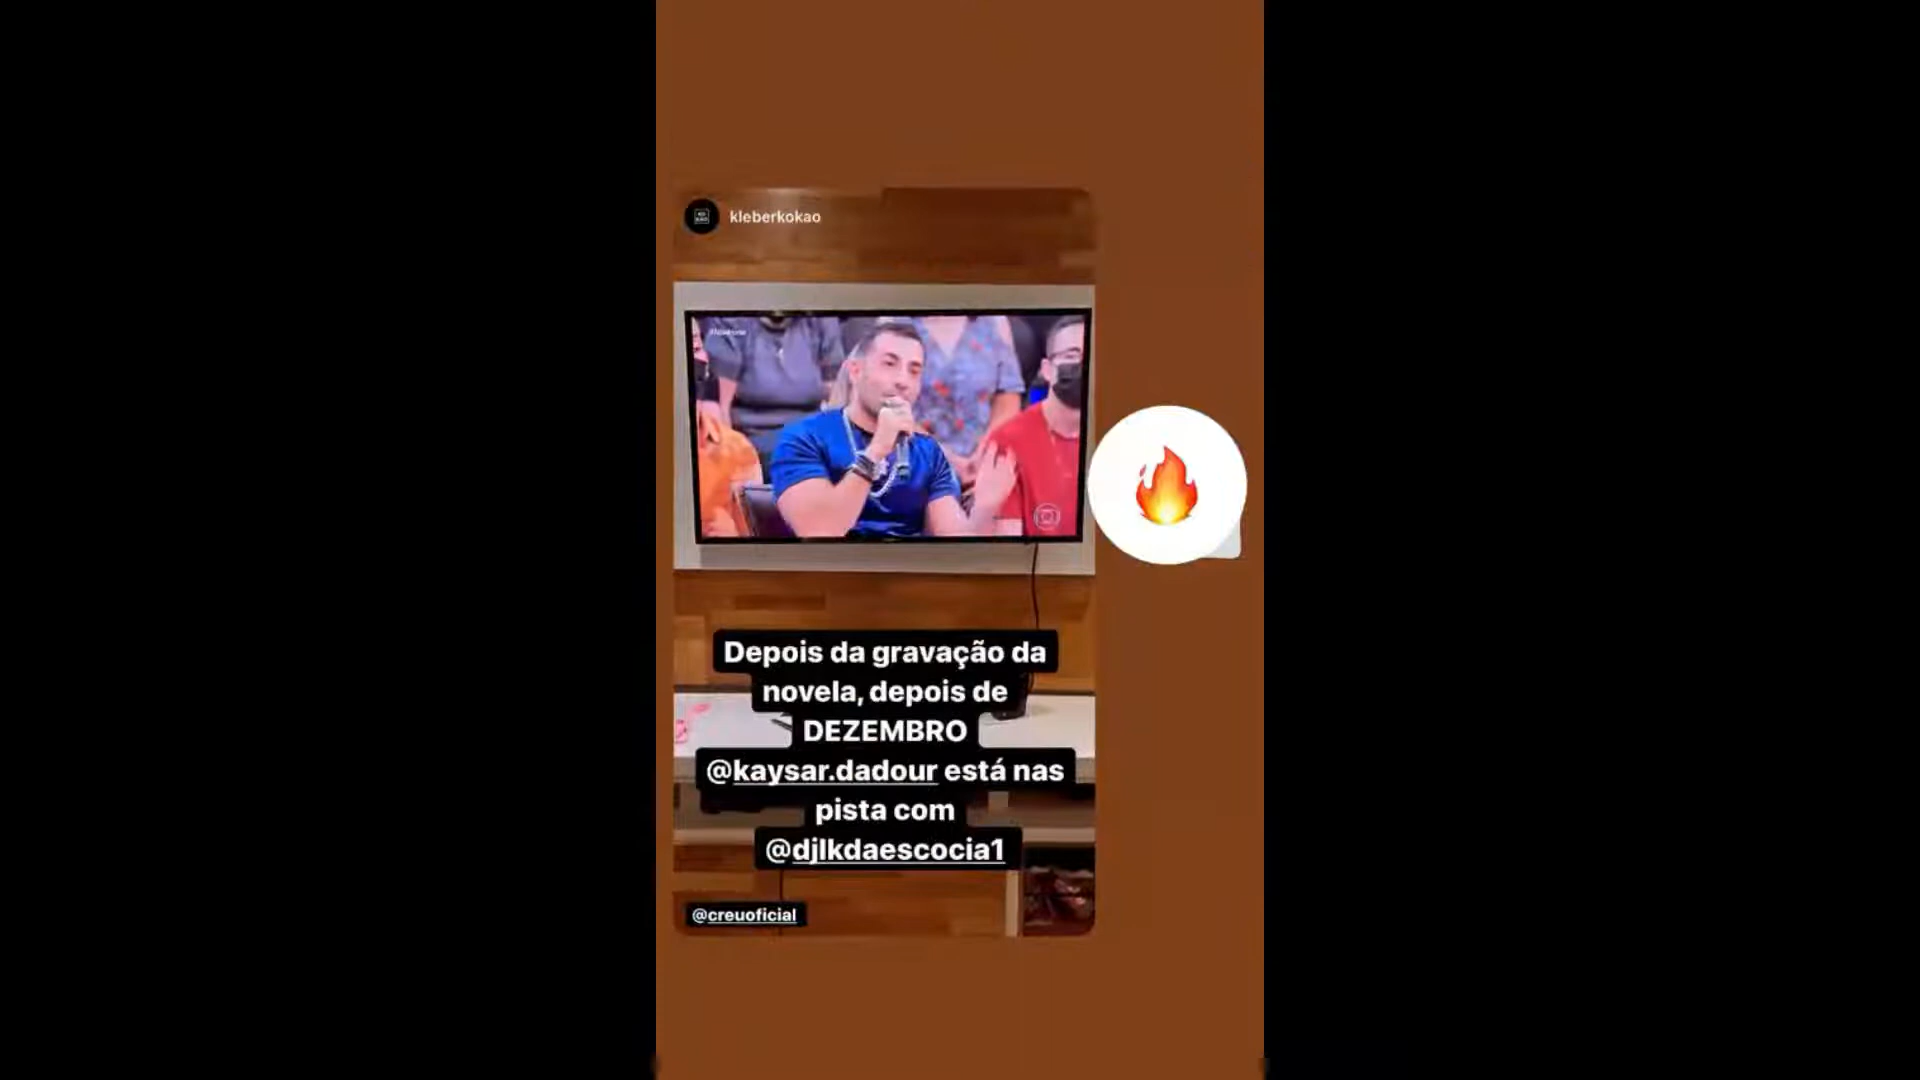 kleberkokao
Depois da gravação da
novela, depois de
DEZEMBRO
@kaysar.dadour está nas
pista com
@djlkdaescocia1
@creuoficial